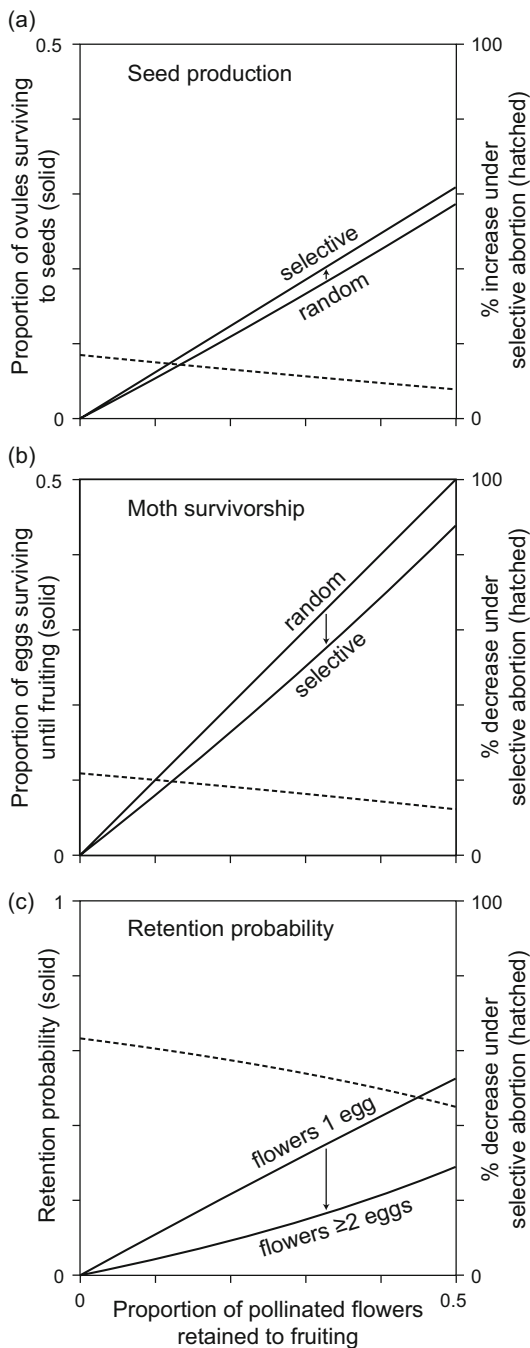 (a)
0.5
100
Seed production
Proportion of ovules surviving
to seeds (solid)
selective
random
% increase under
selective abortion (hatched)
0
0
(b)
0.5
100
Moth survivorship
Proportion of eggs surviving
until fruiting (solid)
random
selective
% decrease under
selective abortion (hatched)
0
0
(c)
1
100
Retention probability
Retention probability (solid)
flowers 1 egg
flowers ≥2 eggs
% decrease under
selective abortion (hatched)
0
0
0
0.5
Proportion of pollinated flowers
retained to fruiting